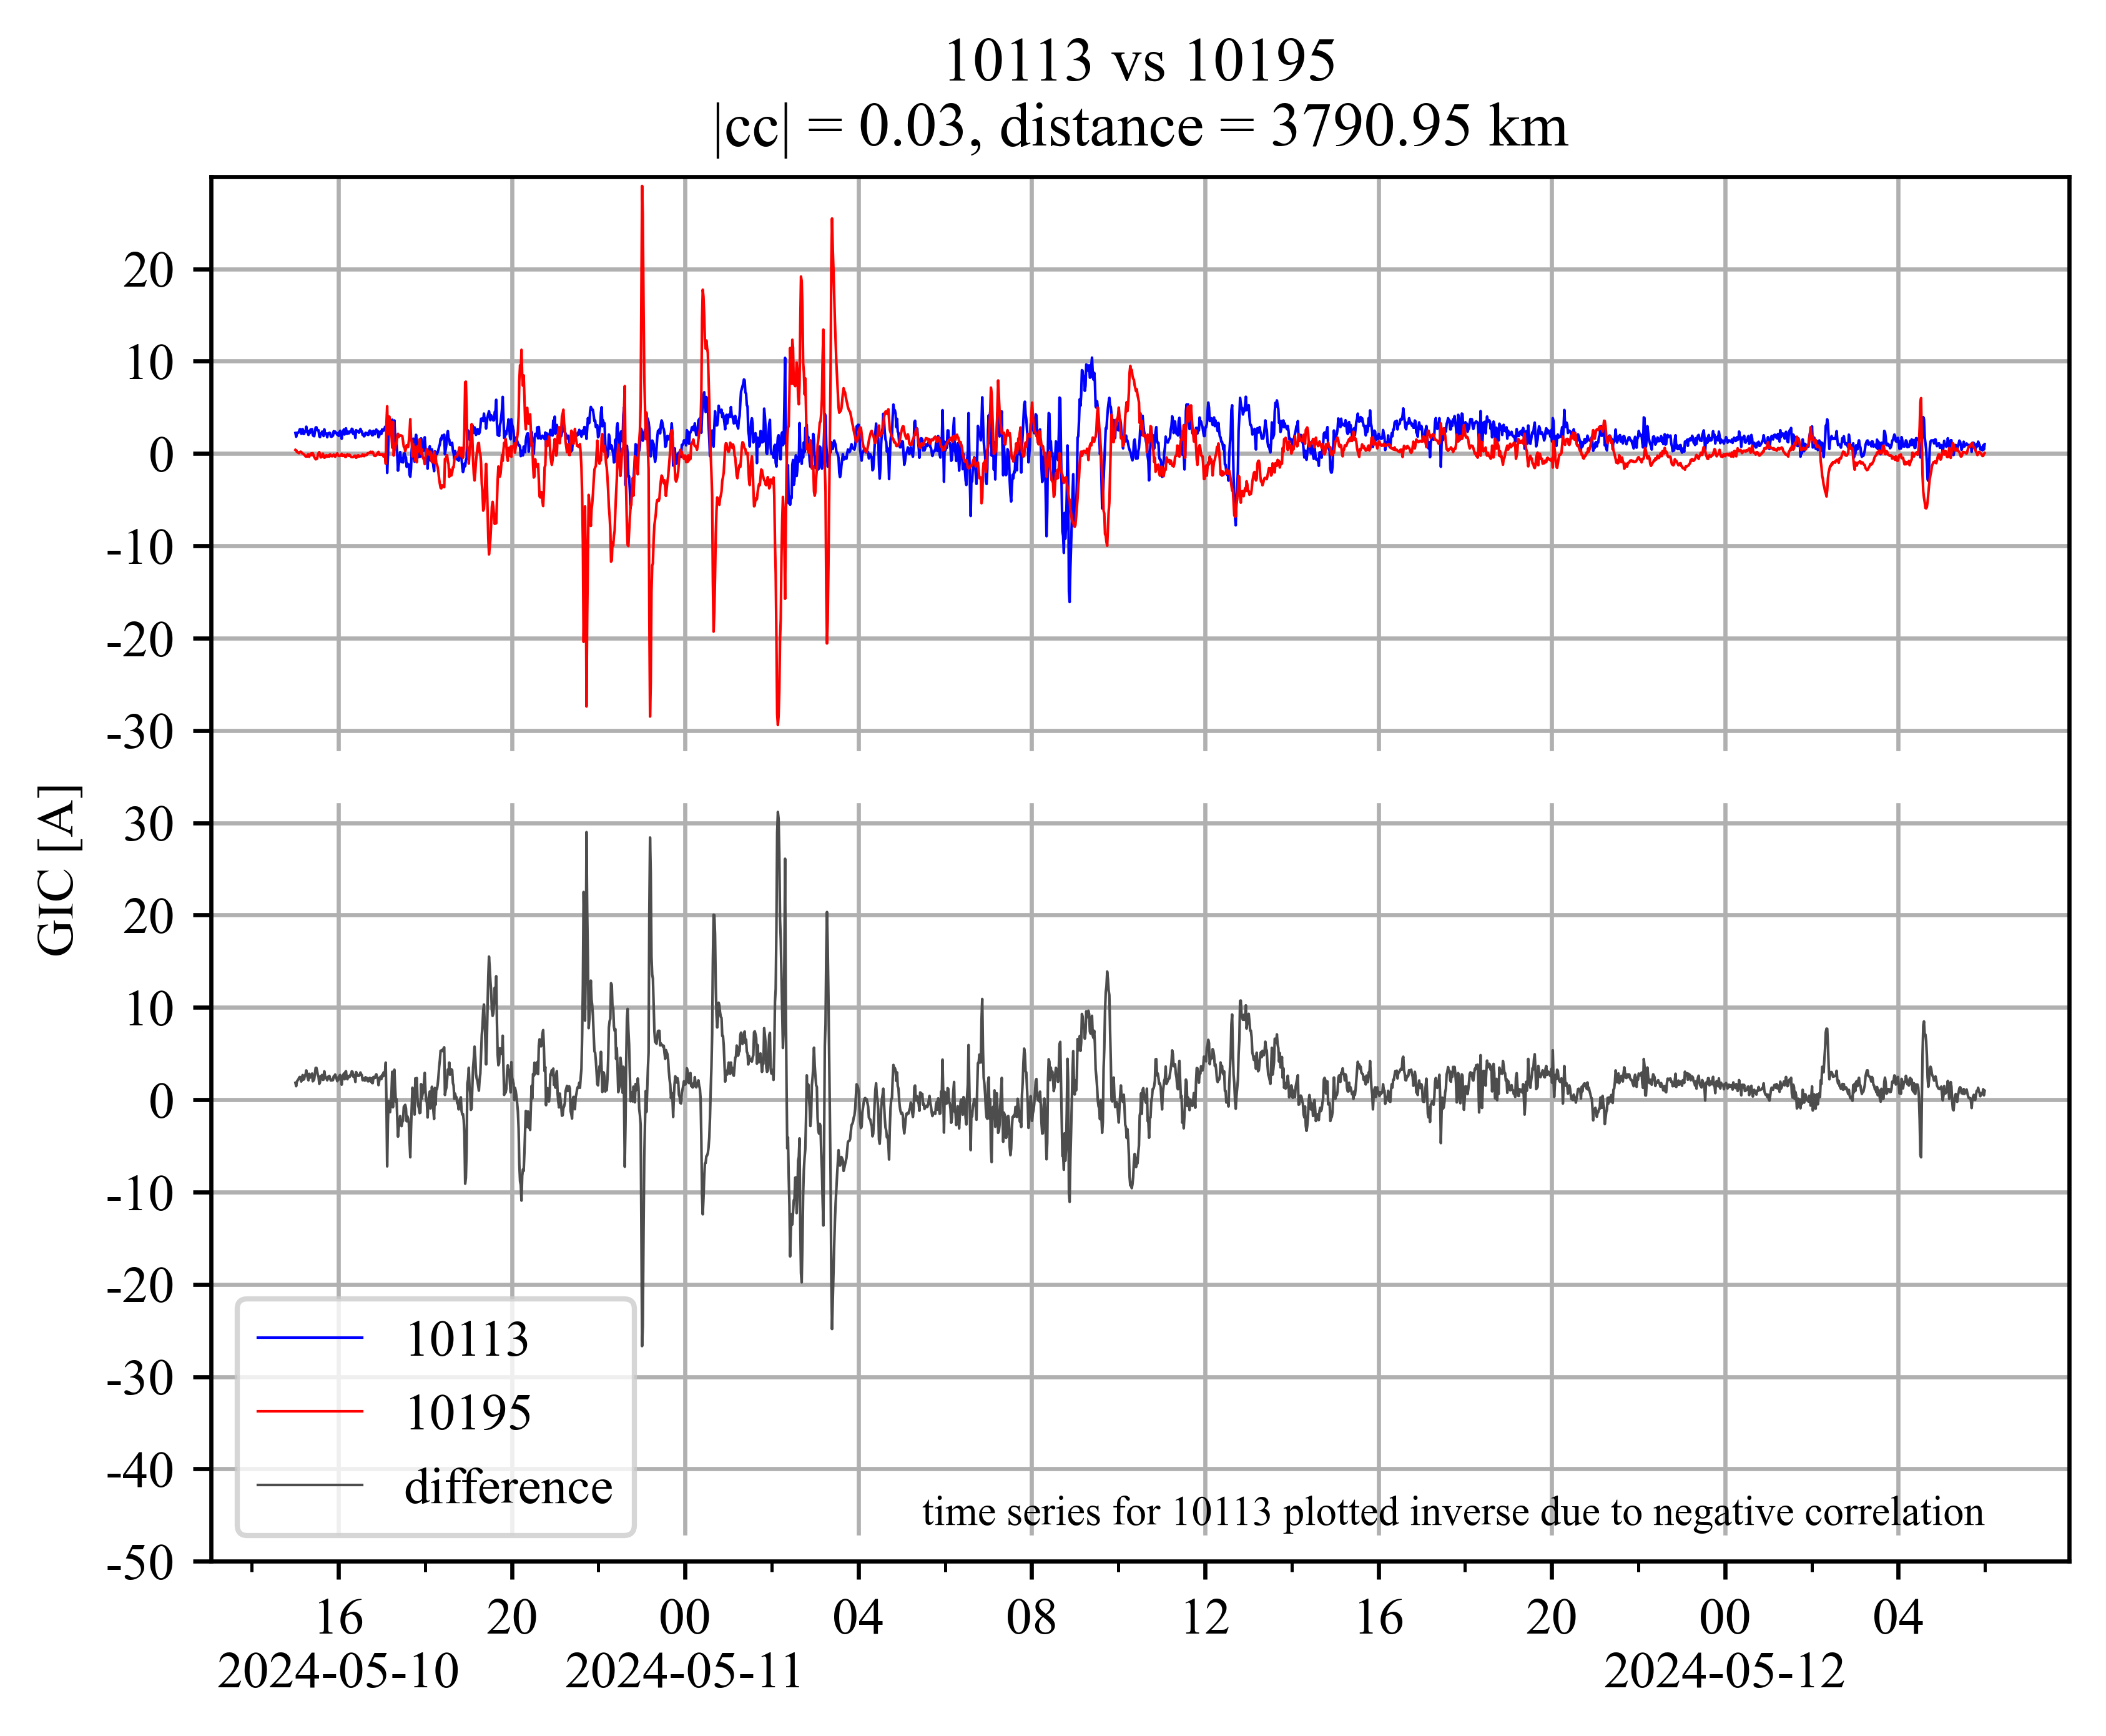 10113 vs 10195
|cc| = 0.03, distance = 3790.95 km
20
10
0
-10
-20
-30
30
20
10
0
-10
-20
-30
-40
-50
GIC [A]
10113
10195
difference
time series for 10113 plotted inverse due to negative correlation
16 20 00 04 08 12 16 20 00 04
2024-05-10 2024-05-11 2024-05-12